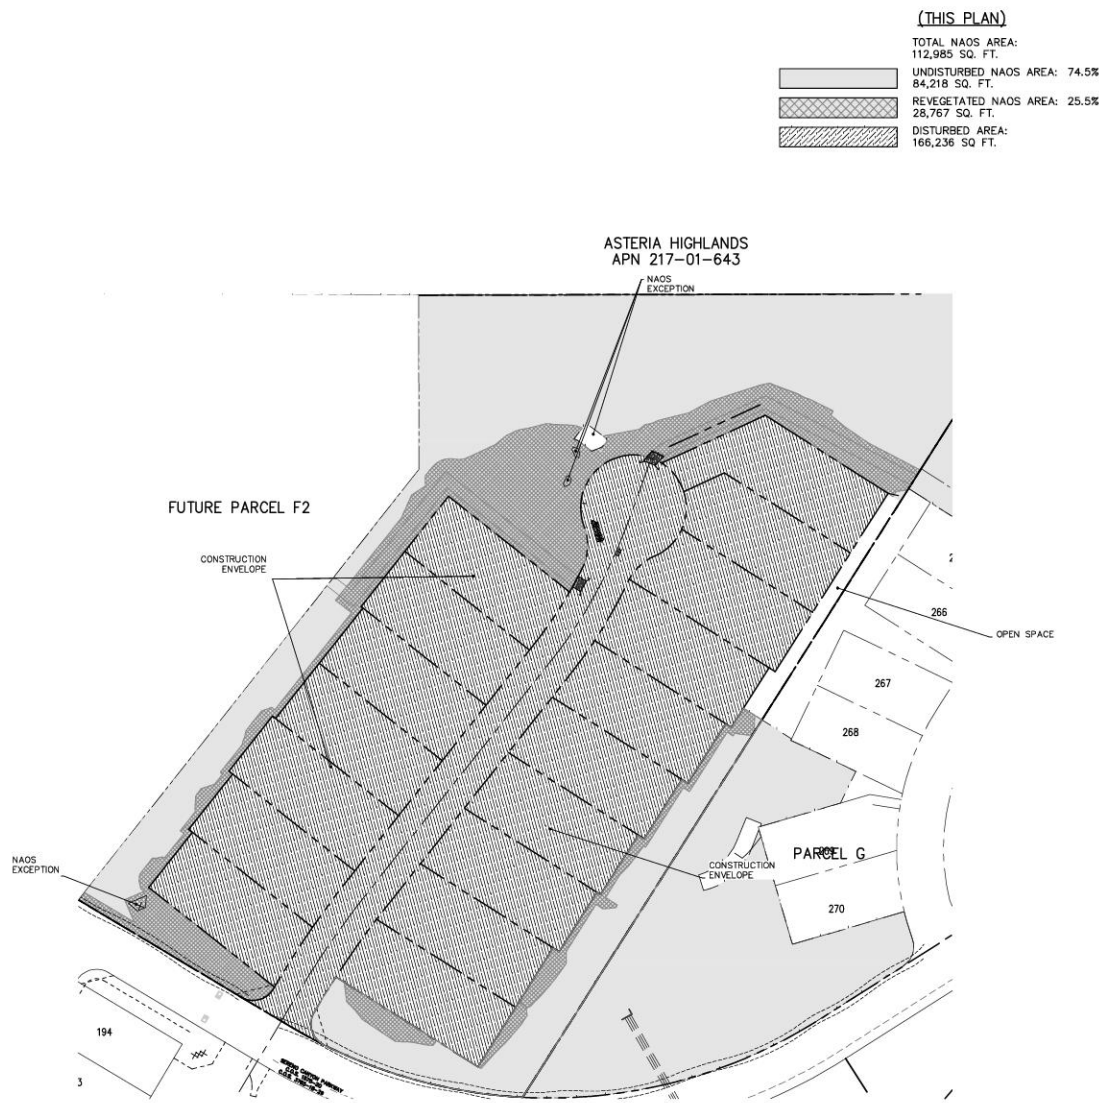 (THIS PLAN)
TOTAL NAOS AREA:
112,985 SQ. FT.
UNDISTURBED NAOS AREA: 74.5%
84,218 SQ. FT.
REVEGETATED NAOS AREA: 25.5%
28,767 SQ. FT.
DISTURBED AREA:
166,236 SQ FT.
ASTERIA HIGHLANDS
APN 217-01-643
NAOS
EXCEPTION
FUTURE PARCEL F2
CONSTRUCTION
ENVELOPE
2
266
OPEN SPACE
267
268
NAOS
EXCEPTION
PARCEL G
CONSTRUCTION
ENVELOPE
270
194
3